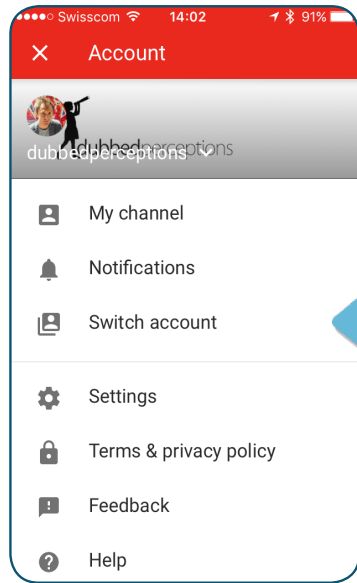 Swisscom 14:02 91%
Account
dubbedperceptions
dubbedperceptions
My channel
Notifications
Switch account
Settings
Terms & privacy policy
Feedback
Help